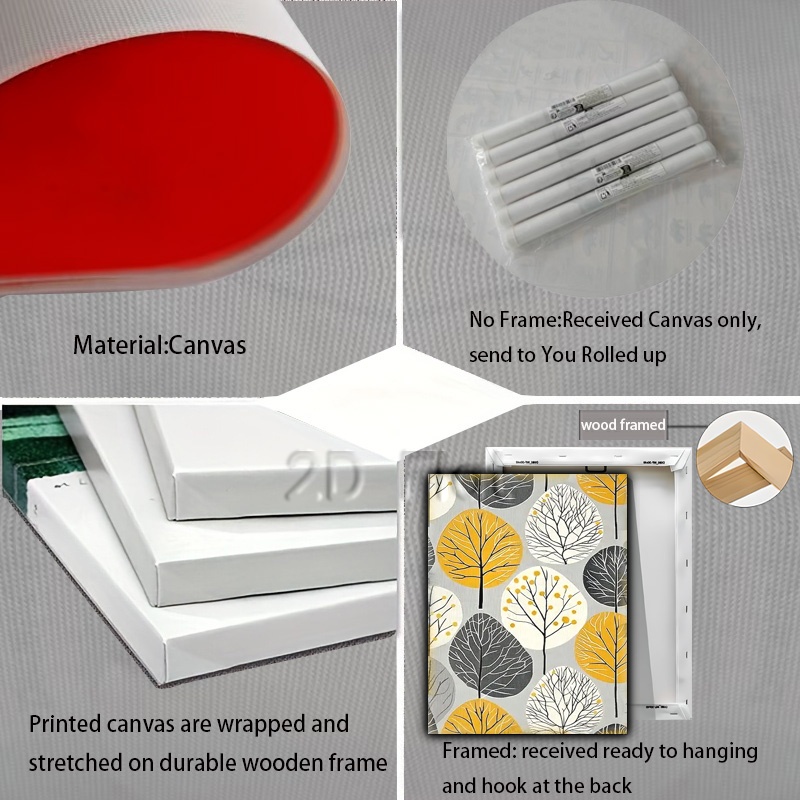 Material:Canvas
No Frame:Received Canvas only,
send to You Rolled up
2D
wood framed
Printed canvas are wrapped and
stretched on durable wooden frame
Framed: received ready to hanging
and hook at the back